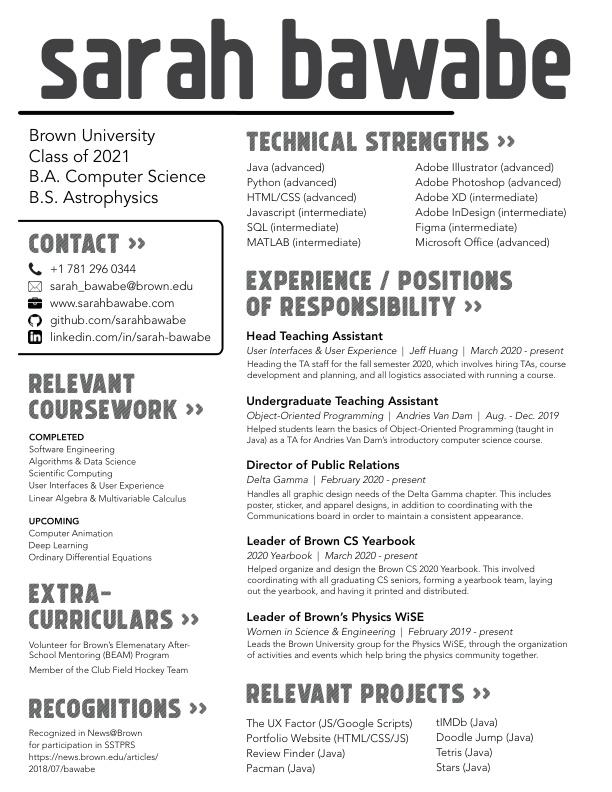 sarah bawabe
Brown University
Class of 2021
B.A. Computer Science
B.S. Astrophysics
CONTACT >>
+1 781 296 0344
sarah_bawabe@brown.edu
www.sarahbawabe.com
github.com/sarahbawabe
linkedin.com/in/sarah-bawabe
RELEVANT
COURSEWORK >>
COMPLETED
Software Engineering
Algorithms & Data Science
Scientific Computing
User Interfaces & User Experience
Linear Algebra & Multivariable Calculus
UPCOMING
Computer Animation
Deep Learning
Ordinary Differential Equations
EXTRA-
CURRICULARS >>
Volunteer for Brown's Elemenatary After-
School Mentoring (BEAM) Program
Member of the Club Field Hockey Team
RECOGNITIONS >>
Recognized in News@Brown
for participation in SSTPRS
https://news.brown.edu/articles/
2018/07/bawabe
TECHNICAL STRENGTHS >>
Java (advanced)
Python (advanced)
HTML/CSS (advanced)
Javascript (intermediate)
SQL (intermediate)
MATLAB (intermediate)
Adobe Illustrator (advanced)
Adobe Photoshop (advanced)
Adobe XD (intermediate)
Adobe InDesign (intermediate)
Figma (intermediate)
Microsoft Office (advanced)
EXPERIENCE / POSITIONS
OF RESPONSIBILITY >>
Head Teaching Assistant
User Interfaces & User Experience | Jeff Huang | March 2020 - present
Heading the TA staff for the fall semester 2020, which involves hiring TAs, course
development and planning, and all logistics associated with running a course.
Undergraduate Teaching Assistant
Object-Oriented Programming | Andries Van Dam | Aug. - Dec. 2019
Helped students learn the basics of Object-Oriented Programming (taught in
Java) as a TA for Andries Van Dam's introductory computer science course.
Director of Public Relations
Delta Gamma | February 2020 - present
Handles all graphic design needs of the Delta Gamma chapter. This includes
poster, sticker, and apparel designs, in addition to coordinating with the
Communications board in order to maintain a consistent appearance.
Leader of Brown CS Yearbook
2020 Yearbook | March 2020 - present
Helped organize and design the Brown CS 2020 Yearbook. This involved
coordinating with all graduating CS seniors, forming a yearbook team, laying
out the yearbook, and having it printed and distributed.
Leader of Brown's Physics WiSE
Women in Science & Engineering | February 2019 - present
Leads the Brown University group for the Physics WiSE, through the organization
of activities and events which help bring the physics community together.
RELEVANT PROJECTS >>
The UX Factor (JS/Google Scripts)
Portfolio Website (HTML/CSS/JS)
Review Finder (Java)
Pacman (Java)
tIMDb (Java)
Doodle Jump (Java)
Tetris (Java)
Stars (Java)